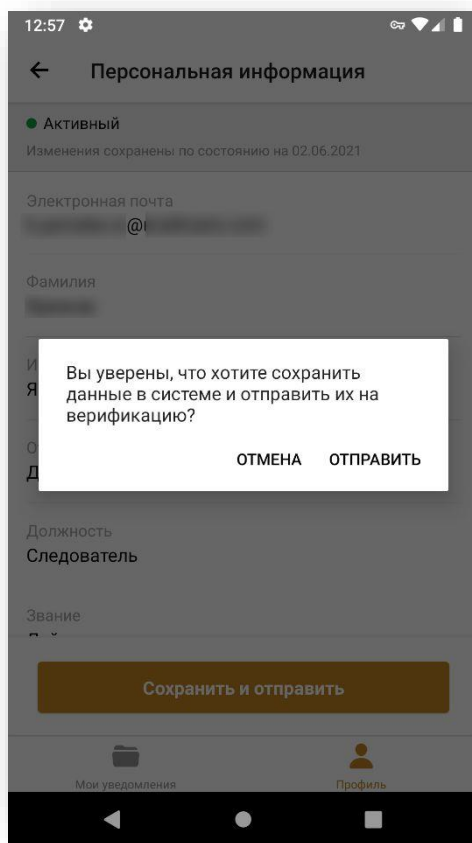 12:57
Персональная информация
Активный
Изменения сохранены по состоянию на 02.06.2021
Электронная почта
@
Фамилия
Вы уверены, что хотите сохранить
данные в системе и отправить их на
верификацию?
ОТМЕНА ОТПРАВИТЬ
Должность
Следователь
Звание
Сохранить и отправить
Мои уведомления Профиль